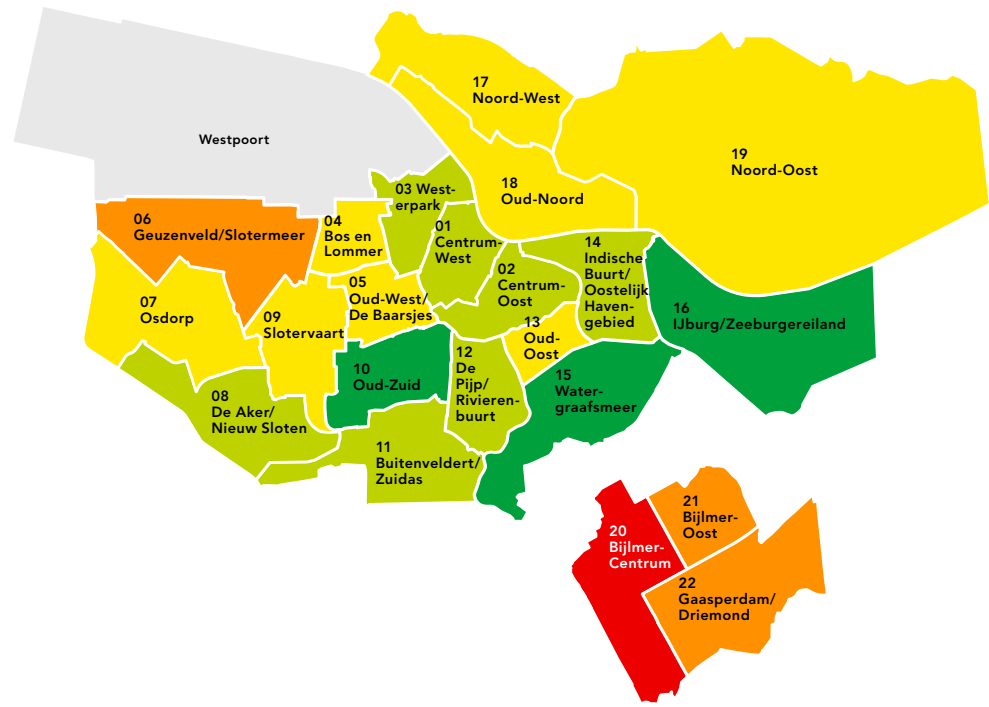 Westpoort
17
Noord-West
19
Noord-Oost
18
Oud-Noord
03 West-
erpark
06
Geuzenveld/Slotermeer
04
Bos en
Lommer
01
Centrum-
West
02
Centrum-
Oost
14
Indische
Buurt/
Oostelijk
Haven-
gebied
07
Osdorp
09
Slotervaart
05
Oud-West/
De Baarsjes
13
Oud-
Oost
16
IJburg/Zeeburgereiland
10
Oud-Zuid
12
De
Pijp/
Rivieren-
buurt
15
Water-
graafsmeer
08
De Aker/
Nieuw Sloten
11
Buitenveldert/
Zuidas
20
Bijlmer-
Centrum
21
Bijlmer-
Oost
22
Gaasperdam/
Driemond